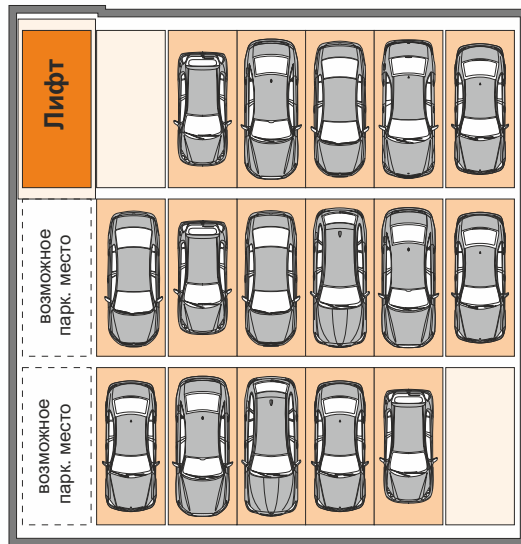 Лифт
возможное
парк. место
возможное
парк. место